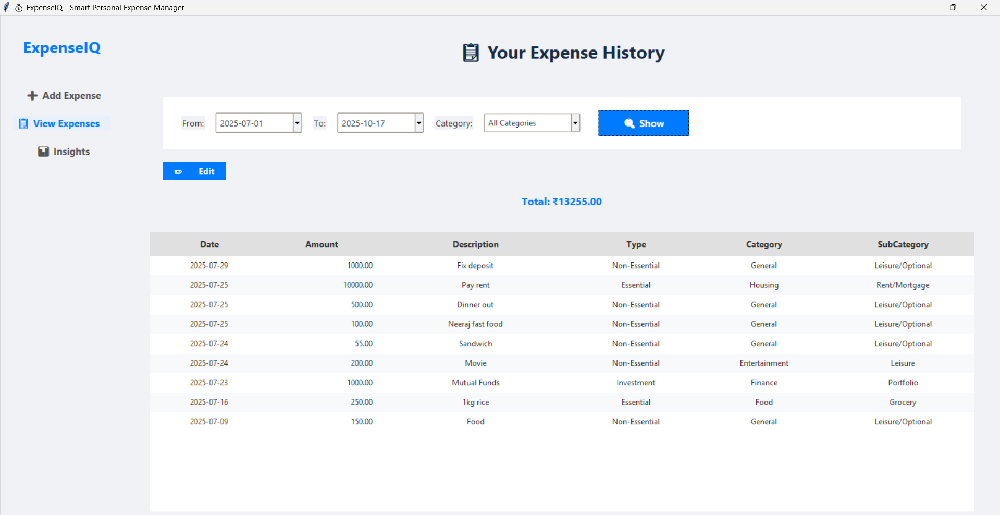 ExpenseIQ - Smart Personal Expense Manager
ExpenseIQ
Add Expense
View Expenses
Insights
Your Expense History
From: 2025-07-01 To: 2025-10-17 Category: All Categories Show
Edit
Total: ₹13255.00
Date Amount Description Type Category SubCategory
2025-07-29 1000.00 Fix deposit Non-Essential General Leisure/Optional
2025-07-25 10000.00 Pay rent Essential Housing Rent/Mortgage
2025-07-25 500.00 Dinner out Non-Essential General Leisure/Optional
2025-07-25 100.00 Neeraj fast food Non-Essential General Leisure/Optional
2025-07-24 55.00 Sandwich Non-Essential General Leisure/Optional
2025-07-24 200.00 Movie Non-Essential Entertainment Leisure
2025-07-23 1000.00 Mutual Funds Investment Finance Portfolio
2025-07-16 250.00 1kg rice Essential Food Grocery
2025-07-09 150.00 Food Non-Essential General Leisure/Optional